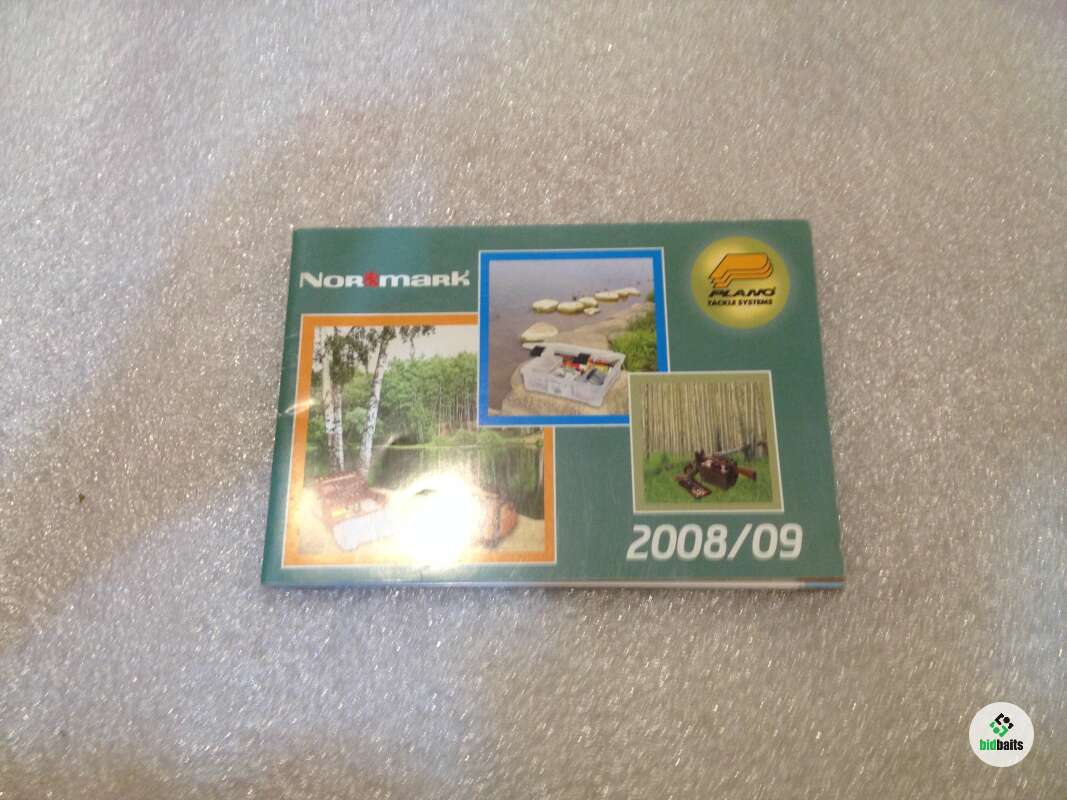 Normark
PLANO
TACKLE SYSTEMS
2008/09
bidbaits